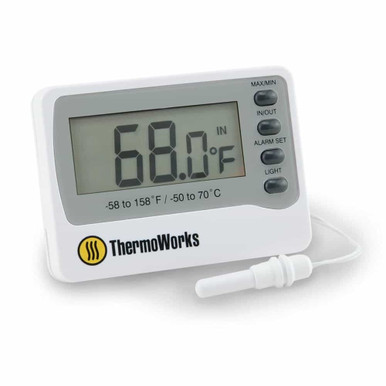 MAX/MIN
IN/OUT
ALARM SET
LIGHT
IN
68.0°F
-58 to 158°F / -50 to 70°C
ThermoWorks